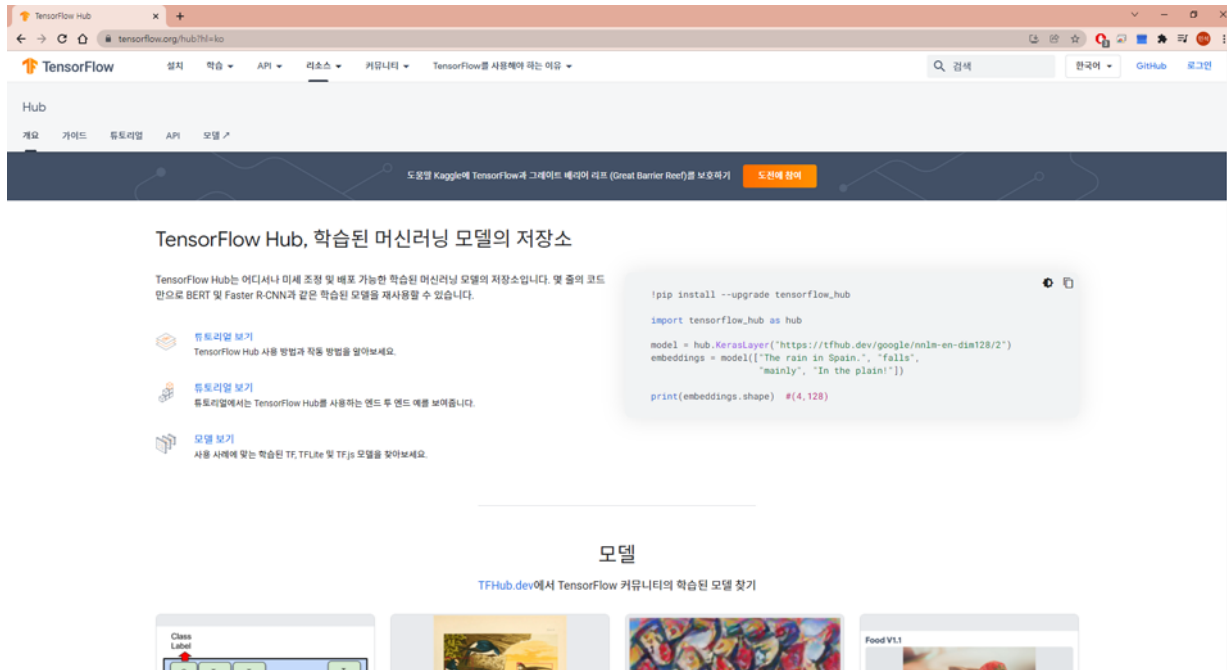 TensorFlow Hub
tensorflow.org/hub?hl=ko
TensorFlow 설치 학습 API 리소스 커뮤니티 TensorFlow를 사용해야 하는 이유 검색 한국어 GitHub 로그인
Hub
개요 가이드 튜토리얼 API 모델
도움말 Kaggle에 TensorFlow과 그레이트 배리어 리프 (Great Barrier Reef)를 보호하기 도전에 참여
TensorFlow Hub, 학습된 머신러닝 모델의 저장소
TensorFlow Hub는 어디서나 미세 조정 및 배포 가능한 학습된 머신러닝 모델의 저장소입니다. 몇 줄의 코드
만으로 BERT 및 Faster R-CNN과 같은 학습된 모델을 재사용할 수 있습니다.
튜토리얼 보기
TensorFlow Hub 사용 방법과 작동 방법을 알아보세요.
튜토리얼 보기
튜토리얼에서는 TensorFlow Hub를 사용하는 엔드 투 엔드 예를 보여줍니다.
모델 보기
사용 사례에 맞는 학습된 TF, TFLite 및 TF.js 모델을 찾아보세요.
!pip install --upgrade tensorflow_hub
import tensorflow_hub as hub
model = hub.KerasLayer("https://tfhub.dev/google/nnlm-en-dim128/2")
embeddings = model(["The rain in Spain.", "falls",
"mainly", "In the plain!"])
print(embeddings.shape) #(4,128)
모델
TFHub.dev에서 TensorFlow 커뮤니티의 학습된 모델 찾기
Class
Label
Food V1.1